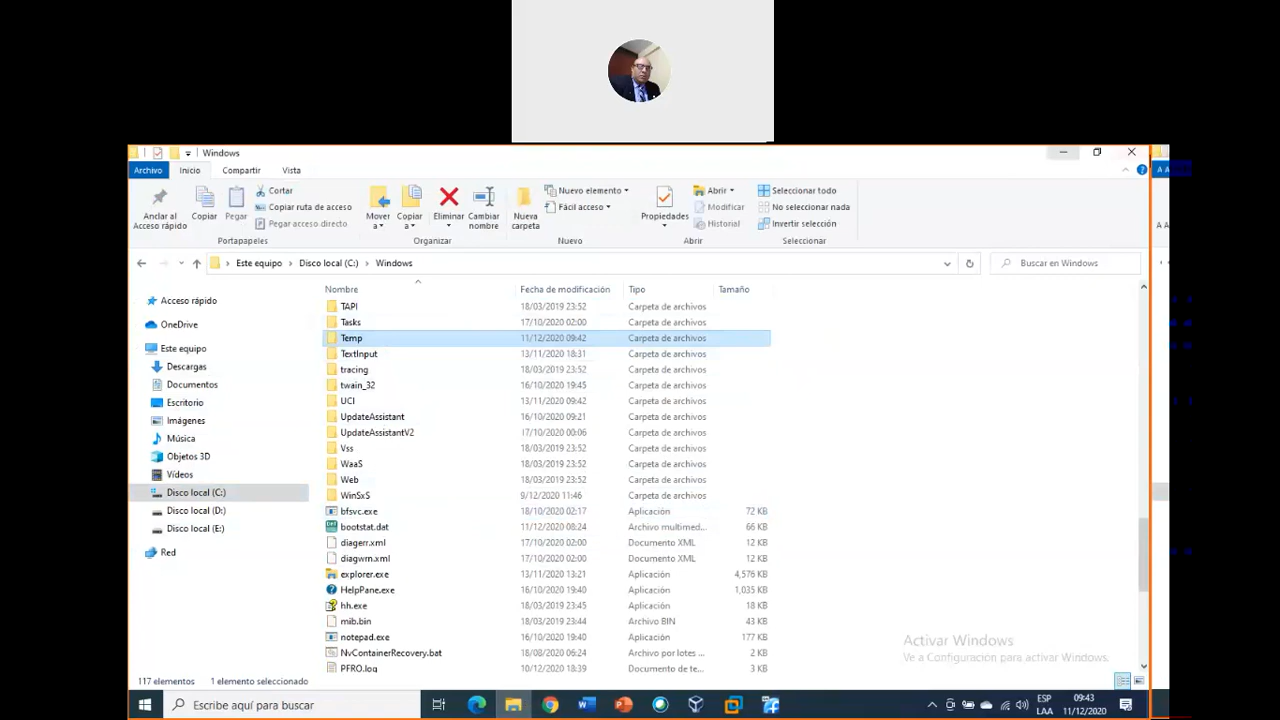 Windows
Archivo Inicio Compartir Vista
Anclar al Acceso rápido
Copiar
Pegar
Cortar
Copiar ruta de acceso
Pegar acceso directo
Mover a
Copiar a
Eliminar
Cambiar nombre
Nueva carpeta
Nuevo elemento
Fácil acceso
Propiedades
Abrir
Modificar
Historial
Seleccionar todo
No seleccionar nada
Invertir selección
Portapapeles Organizar Nuevo Abrir Seleccionar
Este equipo > Disco local (C:) > Windows
Buscar en Windows
Acceso rápido
OneDrive
Este equipo
Descargas
Documentos
Escritorio
Imágenes
Música
Objetos 3D
Vídeos
Disco local (C:)
Disco local (D:)
Disco local (E:)
Red
Nombre Fecha de modificación Tipo Tamaño
TAPI 18/03/2019 23:52 Carpeta de archivos
Tasks 17/10/2020 02:00 Carpeta de archivos
Temp 11/12/2020 09:42 Carpeta de archivos
TextInput 13/11/2020 18:31 Carpeta de archivos
tracing 18/03/2019 23:52 Carpeta de archivos
twain_32 16/10/2020 19:45 Carpeta de archivos
UCI 13/11/2020 09:42 Carpeta de archivos
UpdateAssistant 16/10/2020 09:21 Carpeta de archivos
UpdateAssistantV2 17/10/2020 00:06 Carpeta de archivos
Vss 18/03/2019 23:52 Carpeta de archivos
WaaS 18/03/2019 23:52 Carpeta de archivos
Web 18/03/2019 23:52 Carpeta de archivos
WinSxS 9/12/2020 11:46 Carpeta de archivos
bfsvc.exe 18/10/2020 02:17 Aplicación 72 KB
bootstat.dat 11/12/2020 08:24 Archivo multimed... 66 KB
diagerr.xml 17/10/2020 02:00 Documento XML 12 KB
diagwrn.xml 17/10/2020 02:00 Documento XML 12 KB
explorer.exe 13/11/2020 13:21 Aplicación 4,576 KB
HelpPane.exe 16/10/2020 19:40 Aplicación 1,035 KB
hh.exe 18/03/2019 23:45 Aplicación 18 KB
mib.bin 18/03/2019 23:44 Archivo BIN 43 KB
notepad.exe 16/10/2020 19:40 Aplicación 177 KB
NvContainerRecovery.bat 18/08/2020 06:24 Archivo por lotes ... 2 KB
PFRO.log 10/12/2020 18:39 Documento de te... 3 KB
Activar Windows
Ve a Configuración para activar Windows.
117 elementos 1 elemento seleccionado
Escribe aquí para buscar
ESP
LAA
09:43
11/12/2020